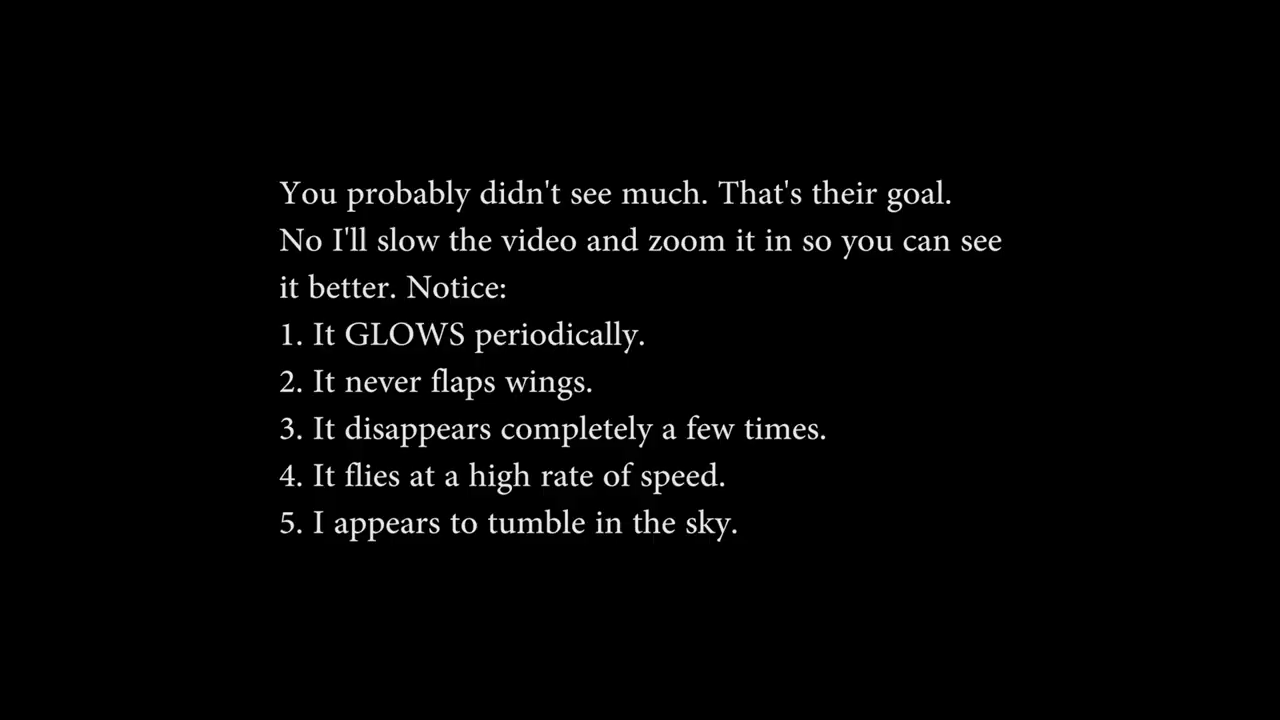 You probably didn't see much. That's their goal.
No I'll slow the video and zoom it in so you can see
it better. Notice:
1. It GLOWS periodically.
2. It never flaps wings.
3. It disappears completely a few times.
4. It flies at a high rate of speed.
5. I appears to tumble in the sky.